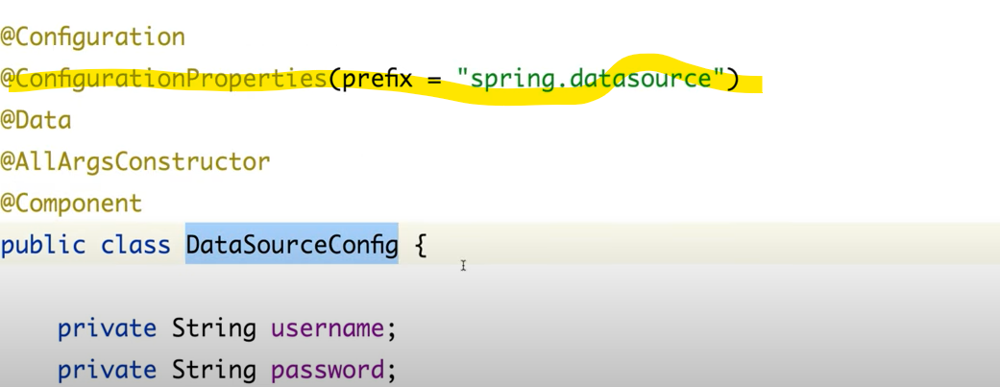 @Configuration
@ConfigurationProperties(prefix = "spring.datasource")
@Data
@AllArgsConstructor
@Component
public class DataSourceConfig {
private String username;
private String password;